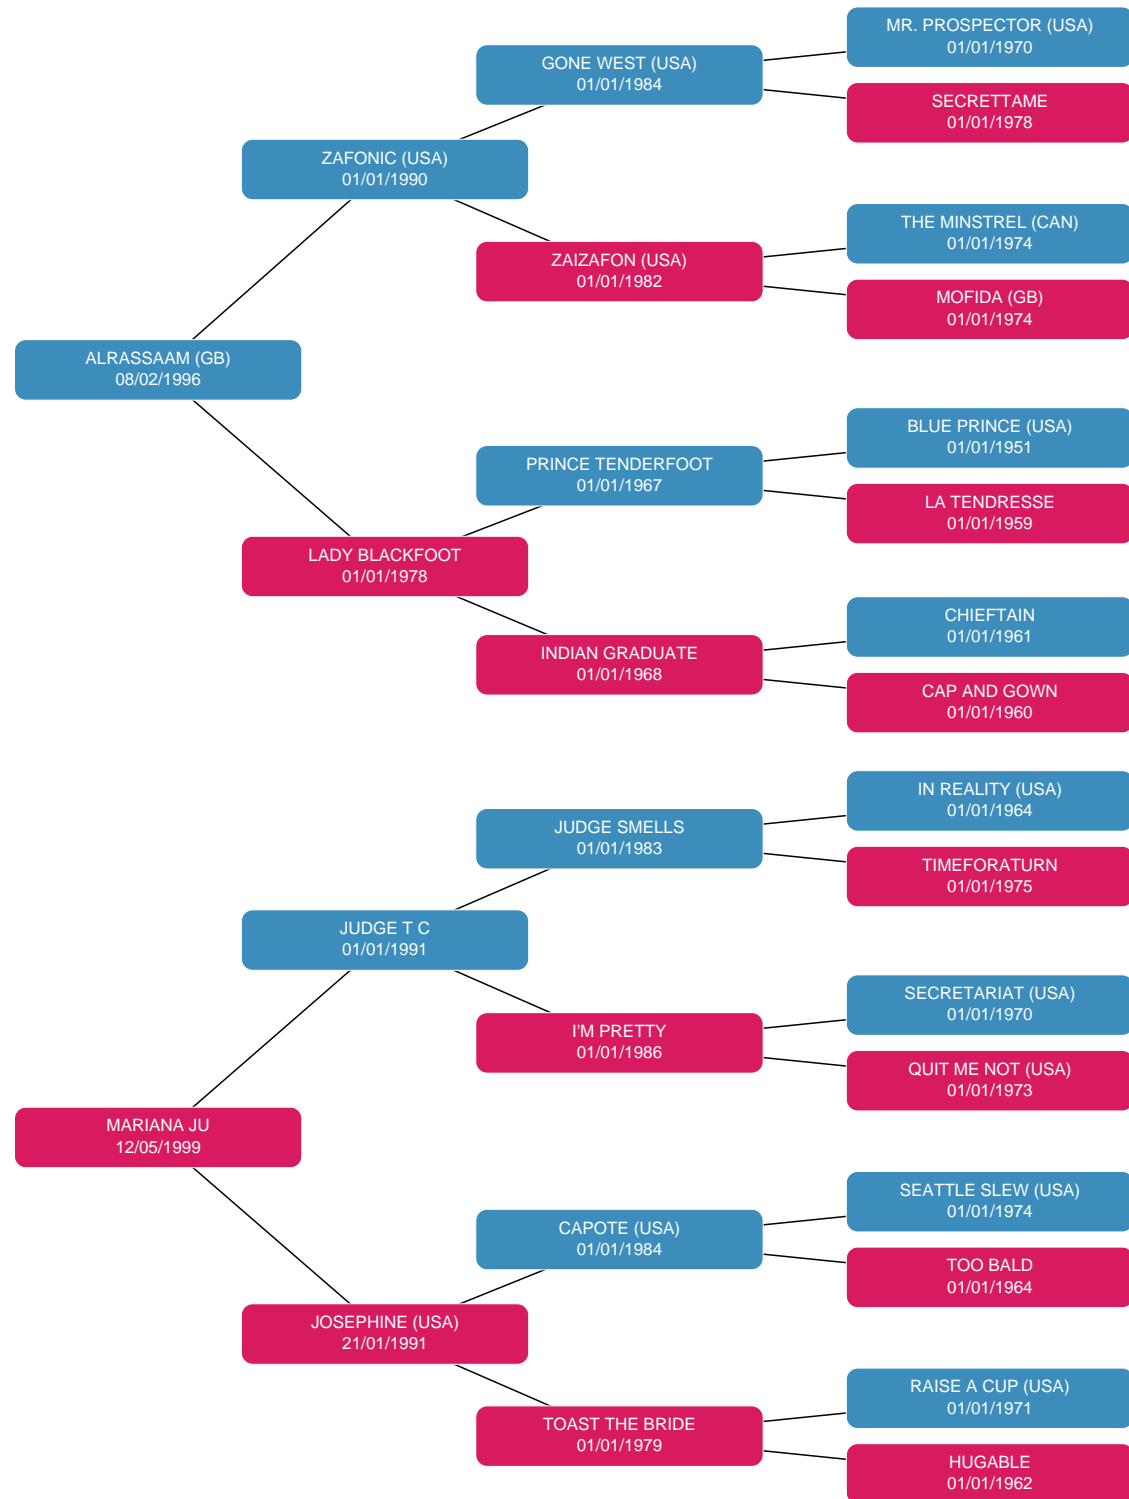 MR. PROSPECTOR (USA)
01/01/1970
GONE WEST (USA)
01/01/1984
SECRETTAME
01/01/1978
ZAFONIC (USA)
01/01/1990
THE MINSTREL (CAN)
01/01/1974
ZAIZAFON (USA)
01/01/1982
MOFIDA (GB)
01/01/1974
ALRASSAAM (GB)
08/02/1996
BLUE PRINCE (USA)
01/01/1951
PRINCE TENDERFOOT
01/01/1967
LA TENDRESSE
01/01/1959
LADY BLACKFOOT
01/01/1978
CHIEFTAIN
01/01/1961
INDIAN GRADUATE
01/01/1968
CAP AND GOWN
01/01/1960
IN REALITY (USA)
01/01/1964
JUDGE SMELLS
01/01/1983
TIMEFORATURN
01/01/1975
JUDGE T C
01/01/1991
SECRETARIAT (USA)
01/01/1970
I'M PRETTY
01/01/1986
QUIT ME NOT (USA)
01/01/1973
MARIANA JU
12/05/1999
SEATTLE SLEW (USA)
01/01/1974
CAPOTE (USA)
01/01/1984
TOO BALD
01/01/1964
JOSEPHINE (USA)
21/01/1991
RAISE A CUP (USA)
01/01/1971
TOAST THE BRIDE
01/01/1979
HUGABLE
01/01/1962